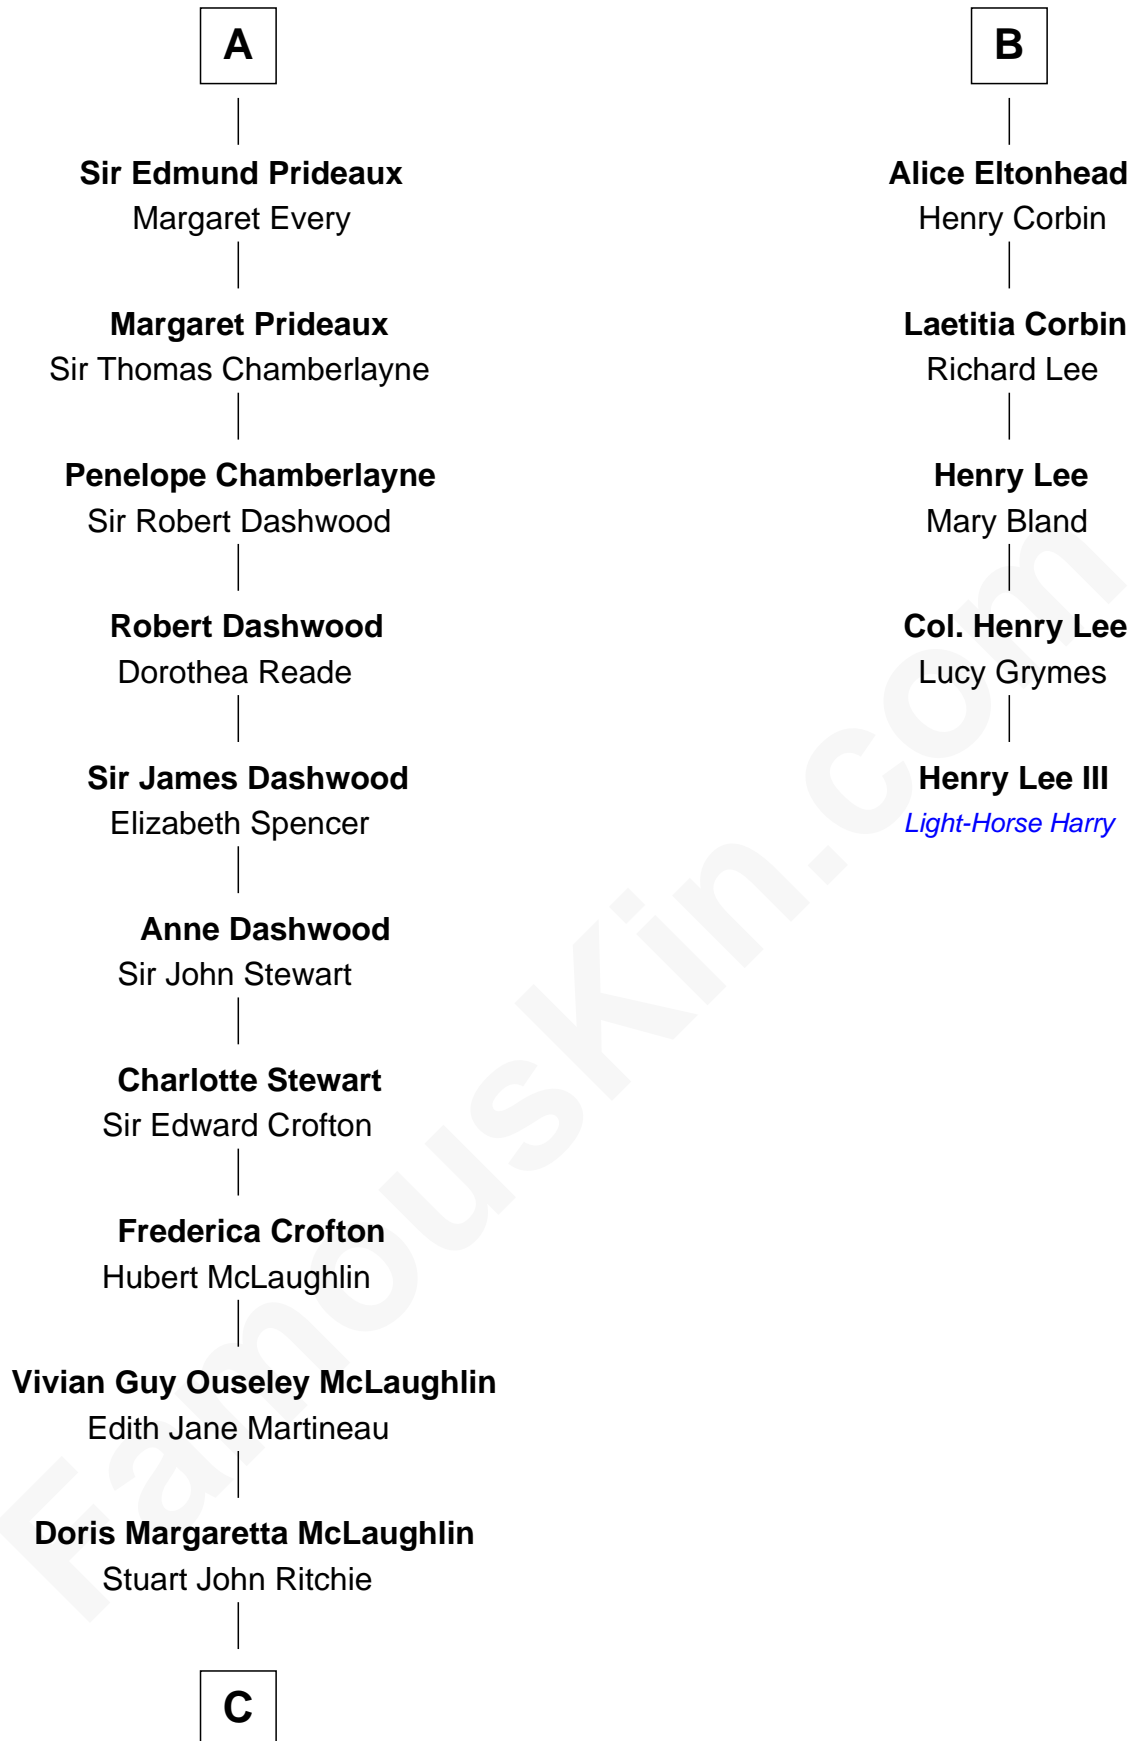 A
Sir Edmund Prideaux
Margaret Every
Margaret Prideaux
Sir Thomas Chamberlayne
Penelope Chamberlayne
Sir Robert Dashwood
Robert Dashwood
Dorothea Reade
Sir James Dashwood
Elizabeth Spencer
Anne Dashwood
Sir John Stewart
Charlotte Stewart
Sir Edward Crofton
Frederica Crofton
Hubert McLaughlin
Vivian Guy Ouseley McLaughlin
Edith Jane Martineau
Doris Margaretta McLaughlin
Stuart John Ritchie
C
B
Alice Eltonhead
Henry Corbin
Laetitia Corbin
Richard Lee
Henry Lee
Mary Bland
Col. Henry Lee
Lucy Grymes
Henry Lee III
Light-Horse Harry
FamousKin.com